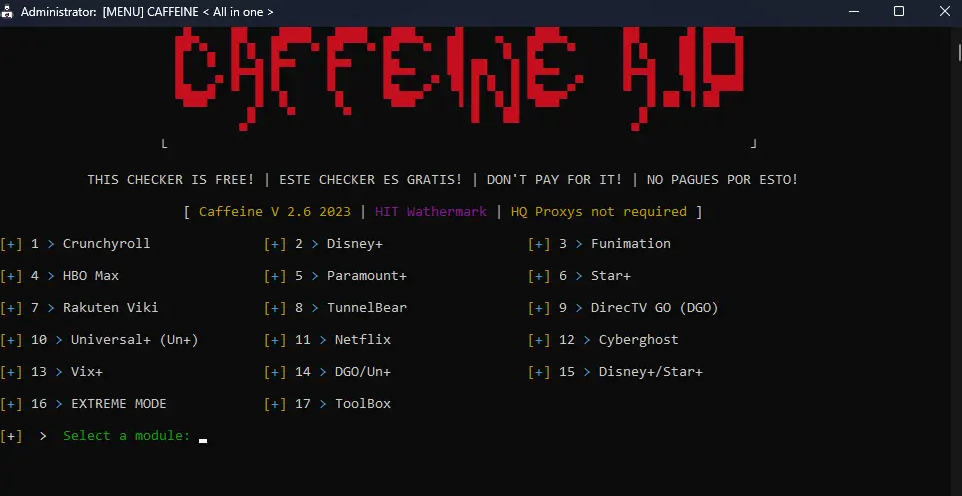 Administrator: [MENU] CAFFEINE < All in one >
CAFFEINE A.IO
THIS CHECKER IS FREE! | ESTE CHECKER ES GRATIS! | DON'T PAY FOR IT! | NO PAGUES POR ESTO!
[ Caffeine V 2.6 2023 | HIT Wathermark | HQ Proxys not required ]
[+] 1 > Crunchyroll [+] 2 > Disney+ [+] 3 > Funimation
[+] 4 > HBO Max [+] 5 > Paramount+ [+] 6 > Star+
[+] 7 > Rakuten Viki [+] 8 > TunnelBear [+] 9 > DirecTV GO (DGO)
[+] 10 > Universal+ (Un+) [+] 11 > Netflix [+] 12 > Cyberghost
[+] 13 > Vix+ [+] 14 > DGO/Un+ [+] 15 > Disney+/Star+
[+] 16 > EXTREME MODE [+] 17 > ToolBox
[+] > Select a module: